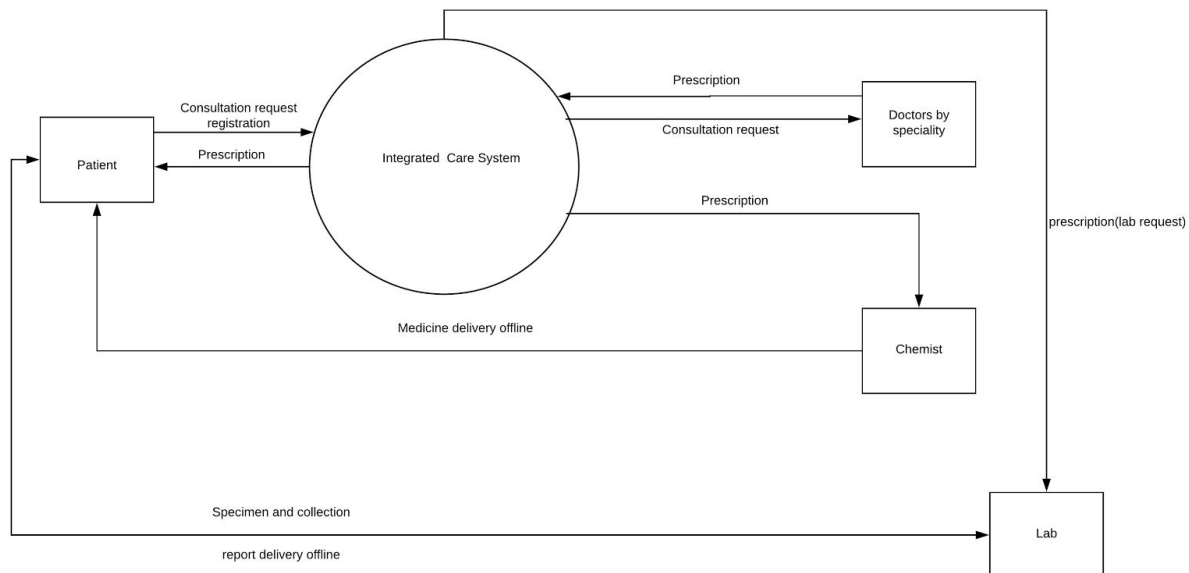 Prescription
Consultation request
registration
Doctors by
speciality
Consultation request
Prescription
Integrated Care System
Patient
Prescription
prescription(lab request)
Medicine delivery offline
Chemist
Specimen and collection
Lab
report delivery offline